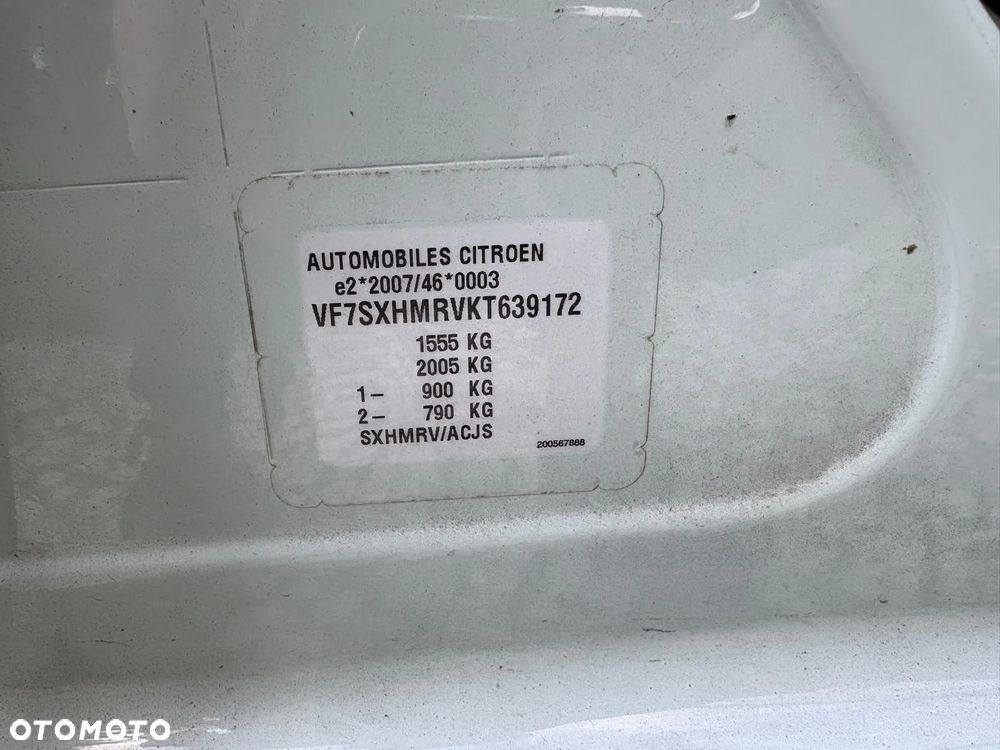 AUTOMOBILES CITROEN
e2*2007/46*0003
VF7SXHMRVKT639172
1555 KG
2005 KG
1– 900 KG
2– 790 KG
SXHMRV/ACJS
200567888
OTOMOTO